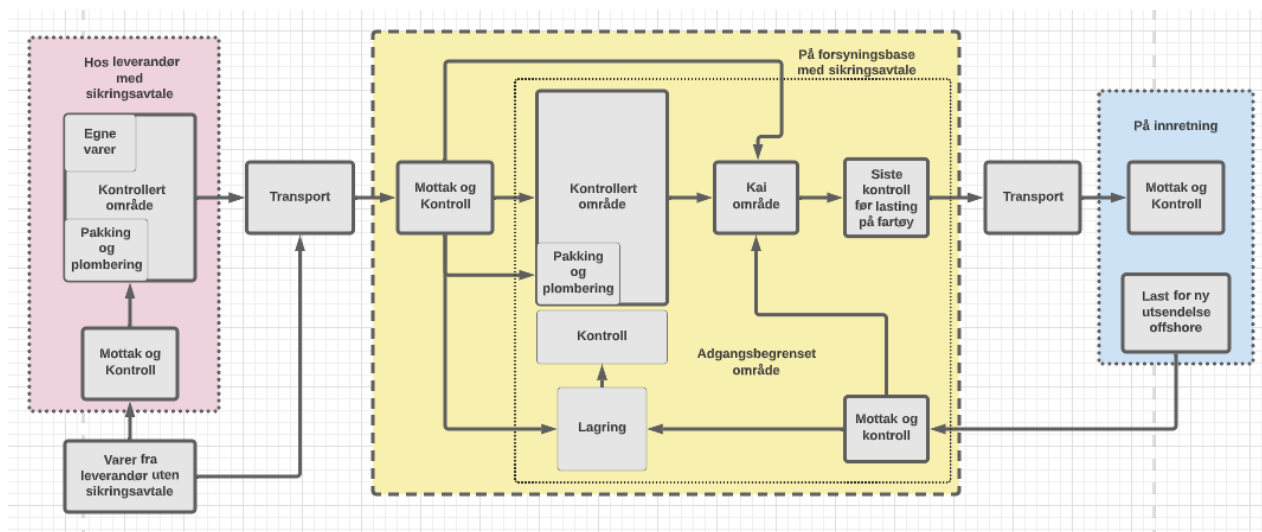 Hos leverandør
med
sikringsavtale
Egne
varer
Kontrollert
område
Pakking
og
plombering
Mottak og
Kontroll
Varer fra
leverandør uten
sikringsavtale
Transport
På forsyningsbase
med sikringsavtale
Mottak og
Kontroll
Kontrollert
område
Pakking
og
plombering
Kontroll
Lagring
Kai
område
Siste
kontroll
før lasting
på fartøy
Adgangsbegrenset
område
Mottak og
kontroll
Transport
På innretning
Mottak og
Kontroll
Last for ny
utsendelse
offshore